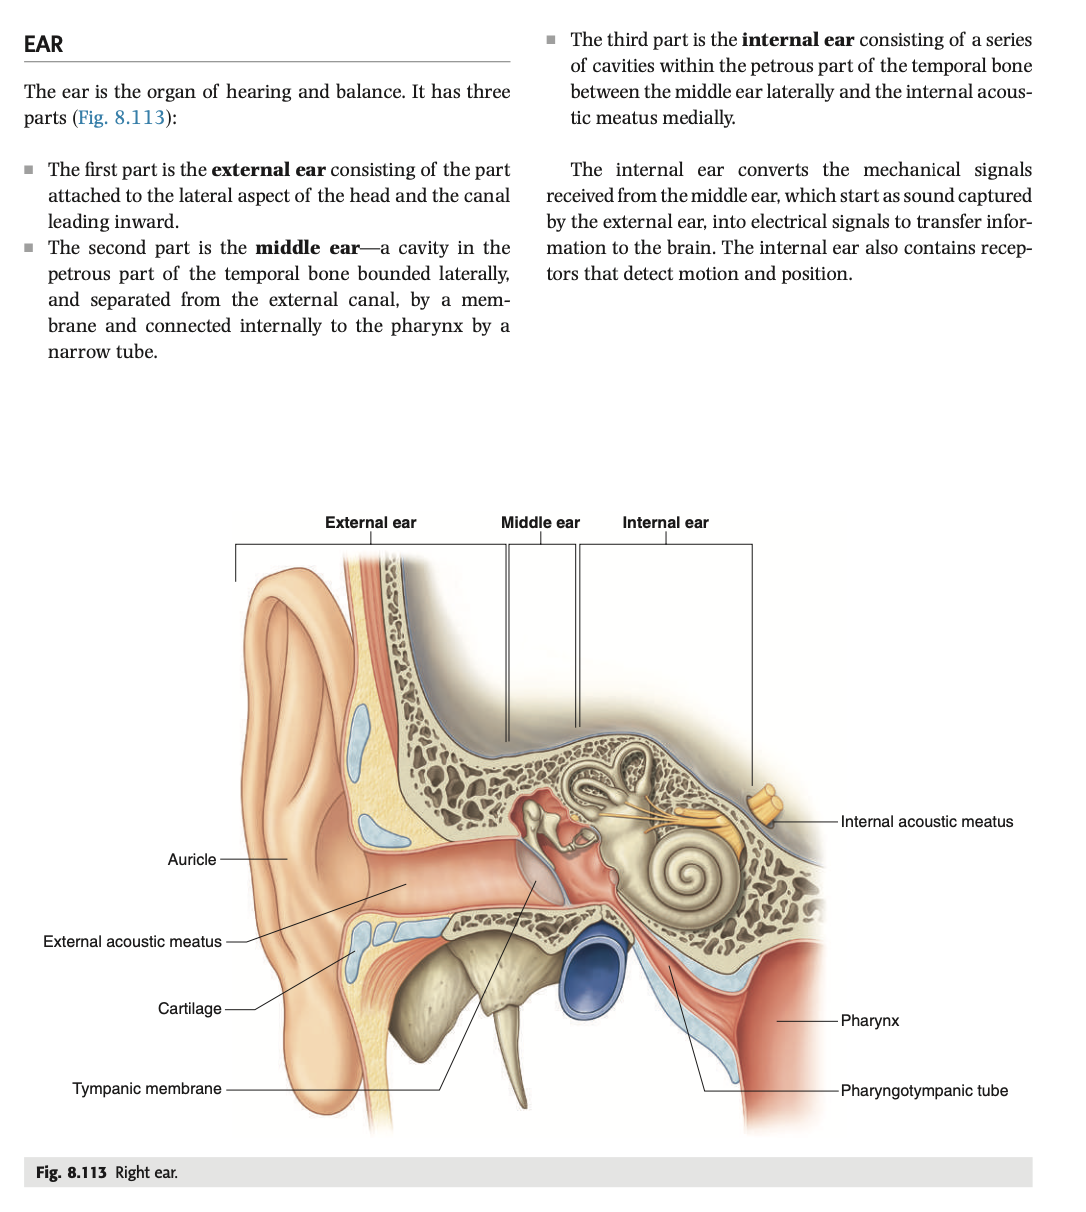 EAR
The ear is the organ of hearing and balance. It has three
parts (Fig. 8.113):
■ The first part is the external ear consisting of the part
attached to the lateral aspect of the head and the canal
leading inward.
■ The second part is the middle ear—a cavity in the
petrous part of the temporal bone bounded laterally,
and separated from the external canal, by a mem-
brane and connected internally to the pharynx by a
narrow tube.
■ The third part is the internal ear consisting of a series
of cavities within the petrous part of the temporal bone
between the middle ear laterally and the internal acous-
tic meatus medially.
The internal ear converts the mechanical signals
received from the middle ear, which start as sound captured
by the external ear, into electrical signals to transfer infor-
mation to the brain. The internal ear also contains recep-
tors that detect motion and position.
External ear
Middle ear
Internal ear
Internal acoustic meatus
Auricle
External acoustic meatus
Cartilage
Pharynx
Tympanic membrane
Pharyngotympanic tube
Fig. 8.113 Right ear.